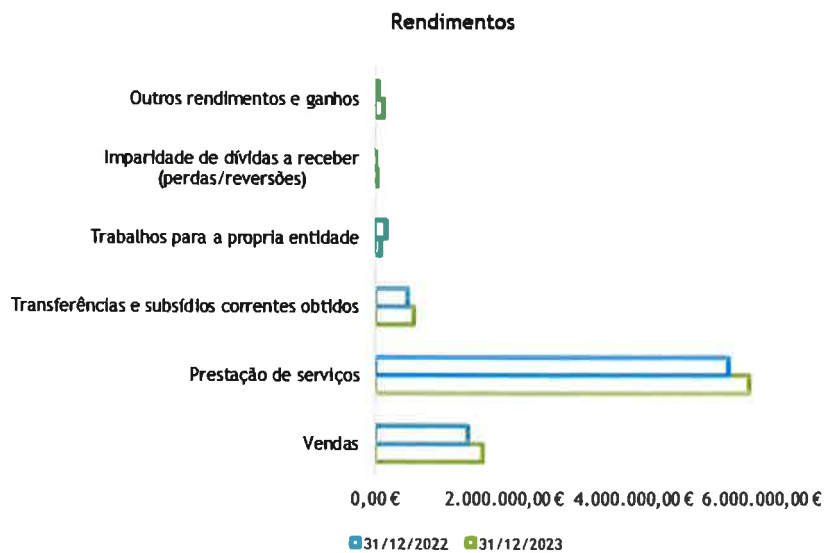 Rendimentos
Outros rendimentos e ganhos
Imparidade de dívidas a receber
(perdas/reversões)
Trabalhos para a propria entidade
Transferências e subsídios correntes obtidos
Prestação de serviços
Vendas
0,00 € 2.000.000,00 € 4.000.000,00 € 6.000.000,00 €
31/12/2022 31/12/2023